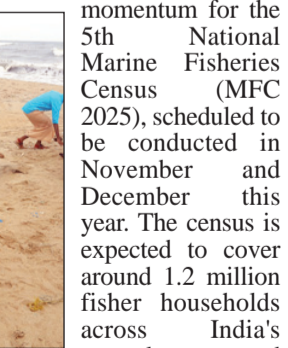 momentum for the
5th National
Marine Fisheries
Census (MFC
2025), scheduled to
be conducted in
November and
December this
year. The census is
expected to cover
around 1.2 million
fisher households
across India's